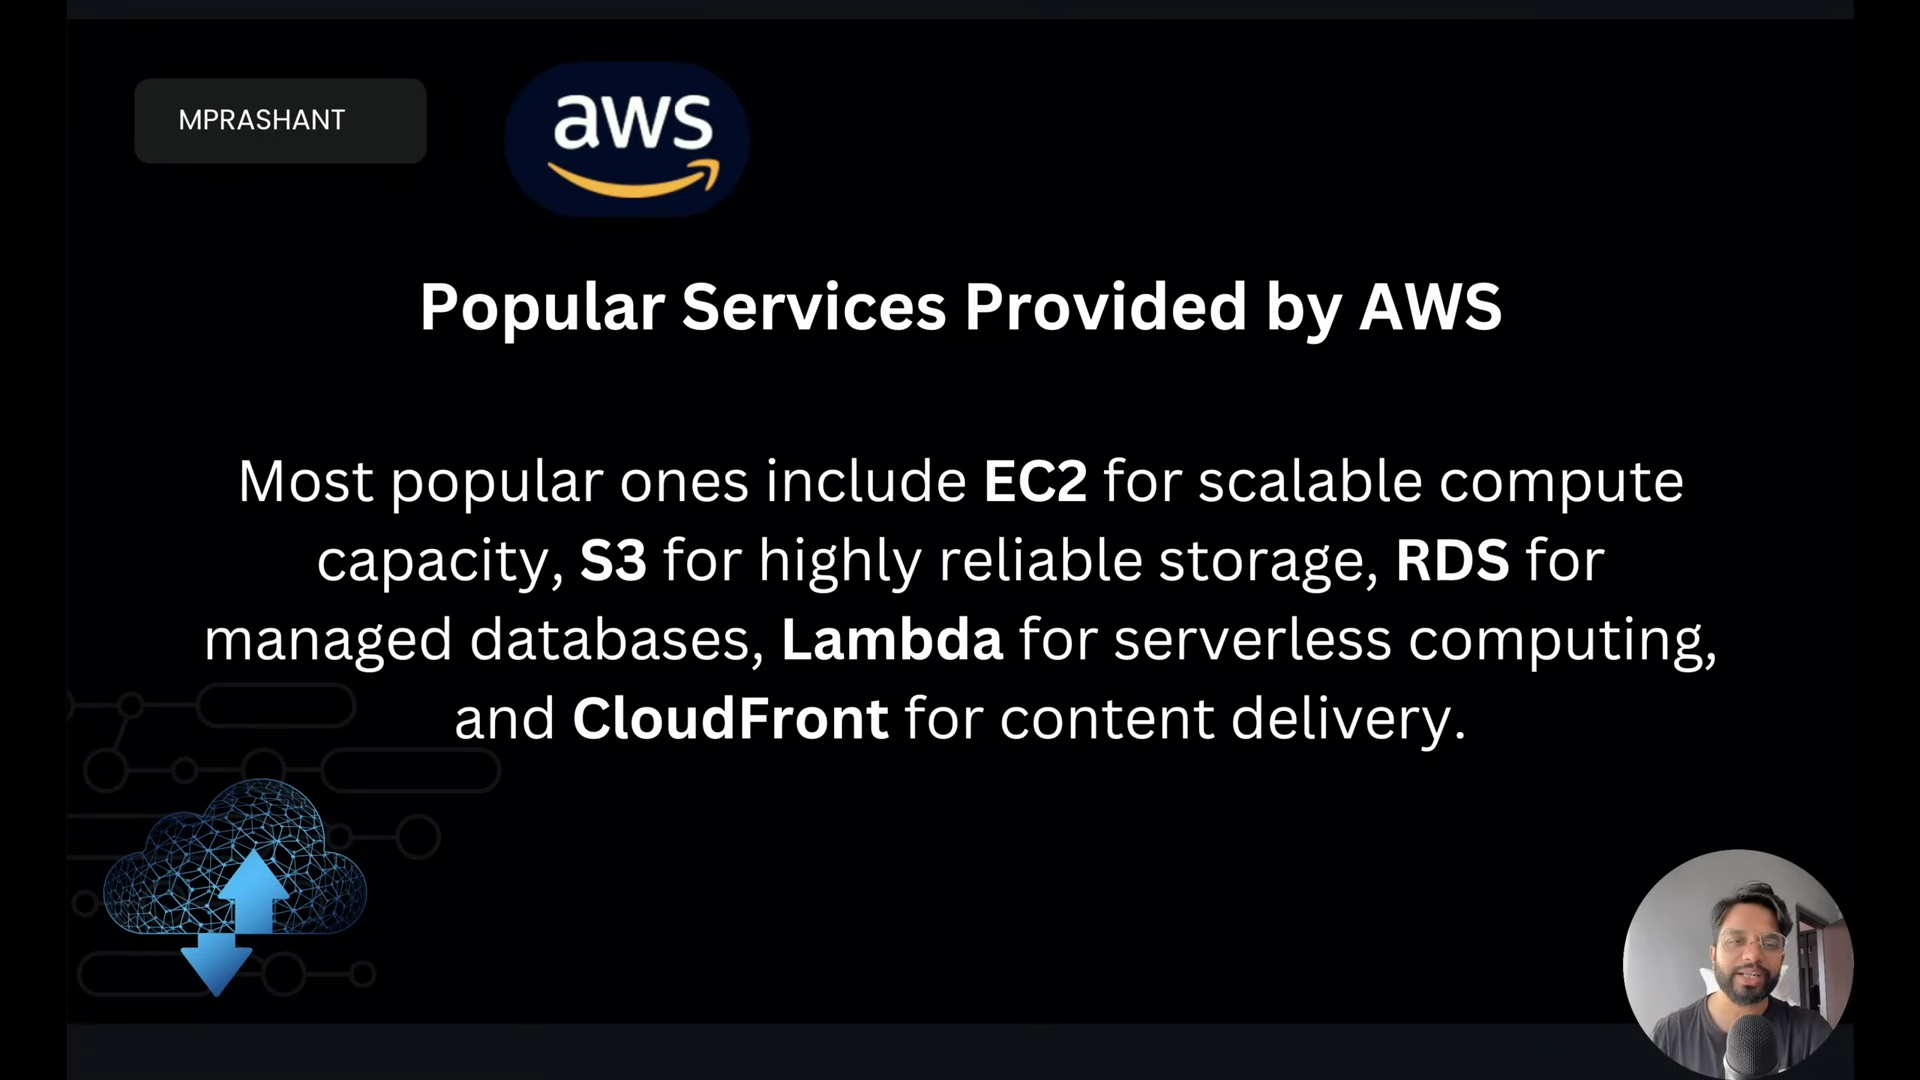 MPRASHANT
aws
Popular Services Provided by AWS
Most popular ones include EC2 for scalable compute
capacity, S3 for highly reliable storage, RDS for
managed databases, Lambda for serverless computing,
and CloudFront for content delivery.